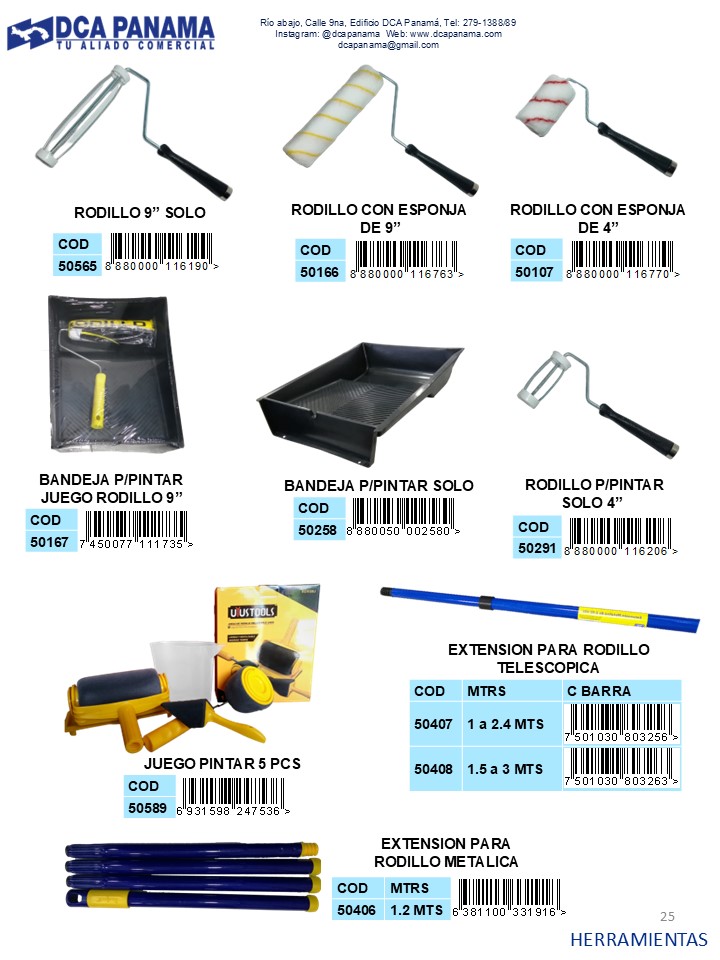 DCA PANAMA
TU ALIADO COMERCIAL
Río abajo, Calle 9na, Edificio DCA Panamá, Tel: 279-1388/89
Instagram: @dcapanama Web: www.dcapanama.com
dcapanama@gmail.com
RODILLO 9” SOLO
COD
50565
8 880000 116190 >
RODILLO CON ESPONJA
DE 9”
COD
50166
8 880000 116763 >
RODILLO CON ESPONJA
DE 4”
COD
50107
8 880000 116770 >
BANDEJA P/PINTAR
JUEGO RODILLO 9”
COD
50167
7 450077 111735 >
BANDEJA P/PINTAR SOLO
COD
50258
8 880050 002580 >
RODILLO P/PINTAR
SOLO 4”
COD
50291
8 880000 116206 >
UYUSTOOLS
JUEGO PINTAR 5 PCS
COD
50589
6 931598 247536 >
EXTENSION PARA RODILLO
TELESCOPICA
COD MTRS C BARRA
50407 1 a 2.4 MTS 7 501030 803256 >
50408 1.5 a 3 MTS 7 501030 803263 >
EXTENSION PARA
RODILLO METALICA
COD MTRS
50406 1.2 MTS 6 381100 331916 >
25
HERRAMIENTAS